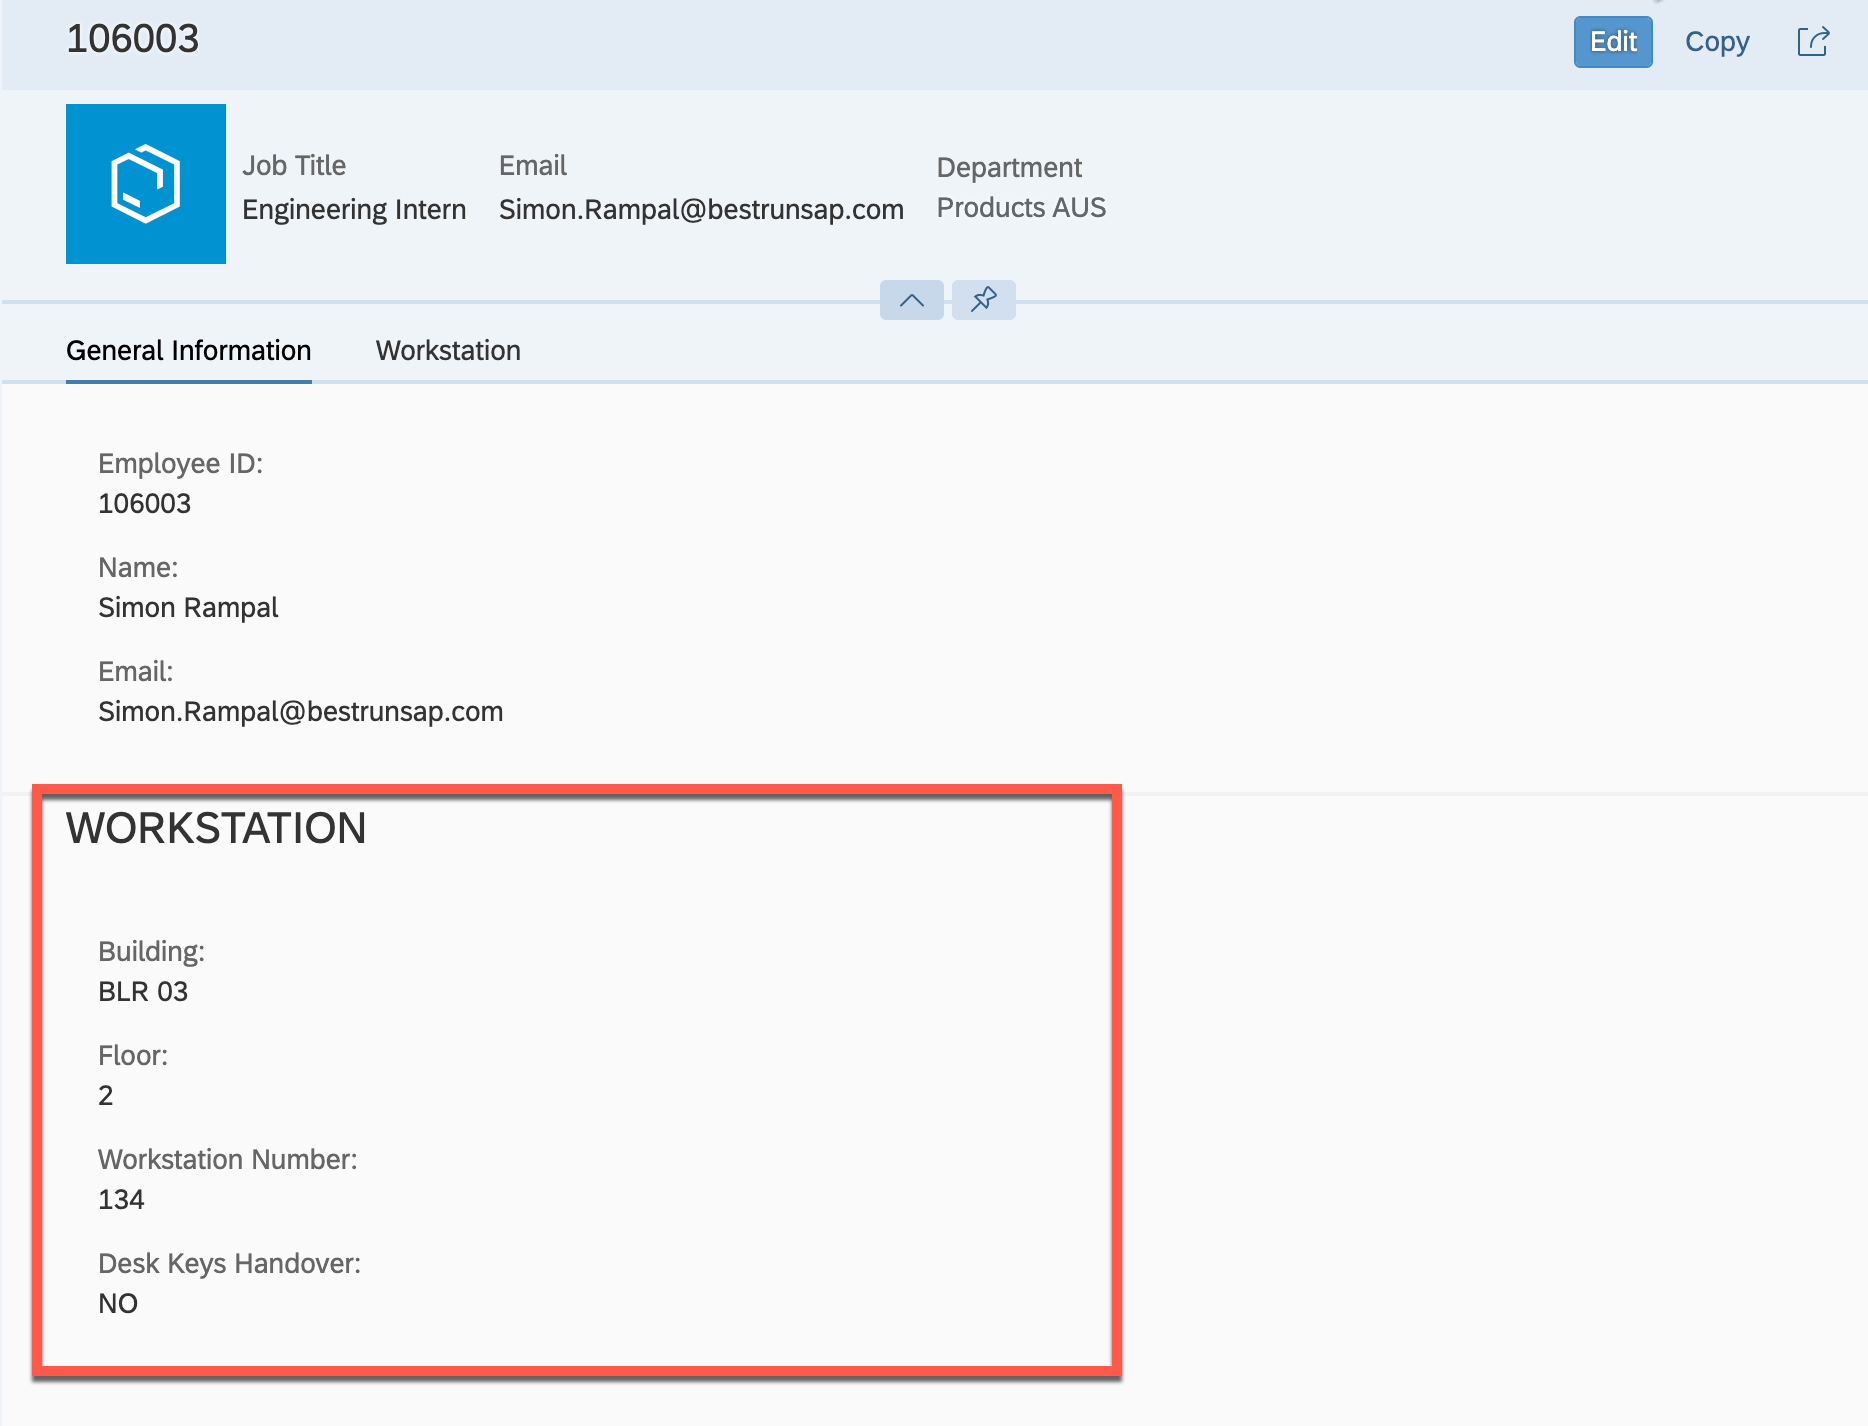 106003
Edit
Copy
Job Title
Engineering Intern
Email
Simon.Rampal@bestrunsap.com
Department
Products AUS
General Information
Workstation
Employee ID:
106003
Name:
Simon Rampal
Email:
Simon.Rampal@bestrunsap.com
WORKSTATION
Building:
BLR 03
Floor:
2
Workstation Number:
134
Desk Keys Handover:
NO